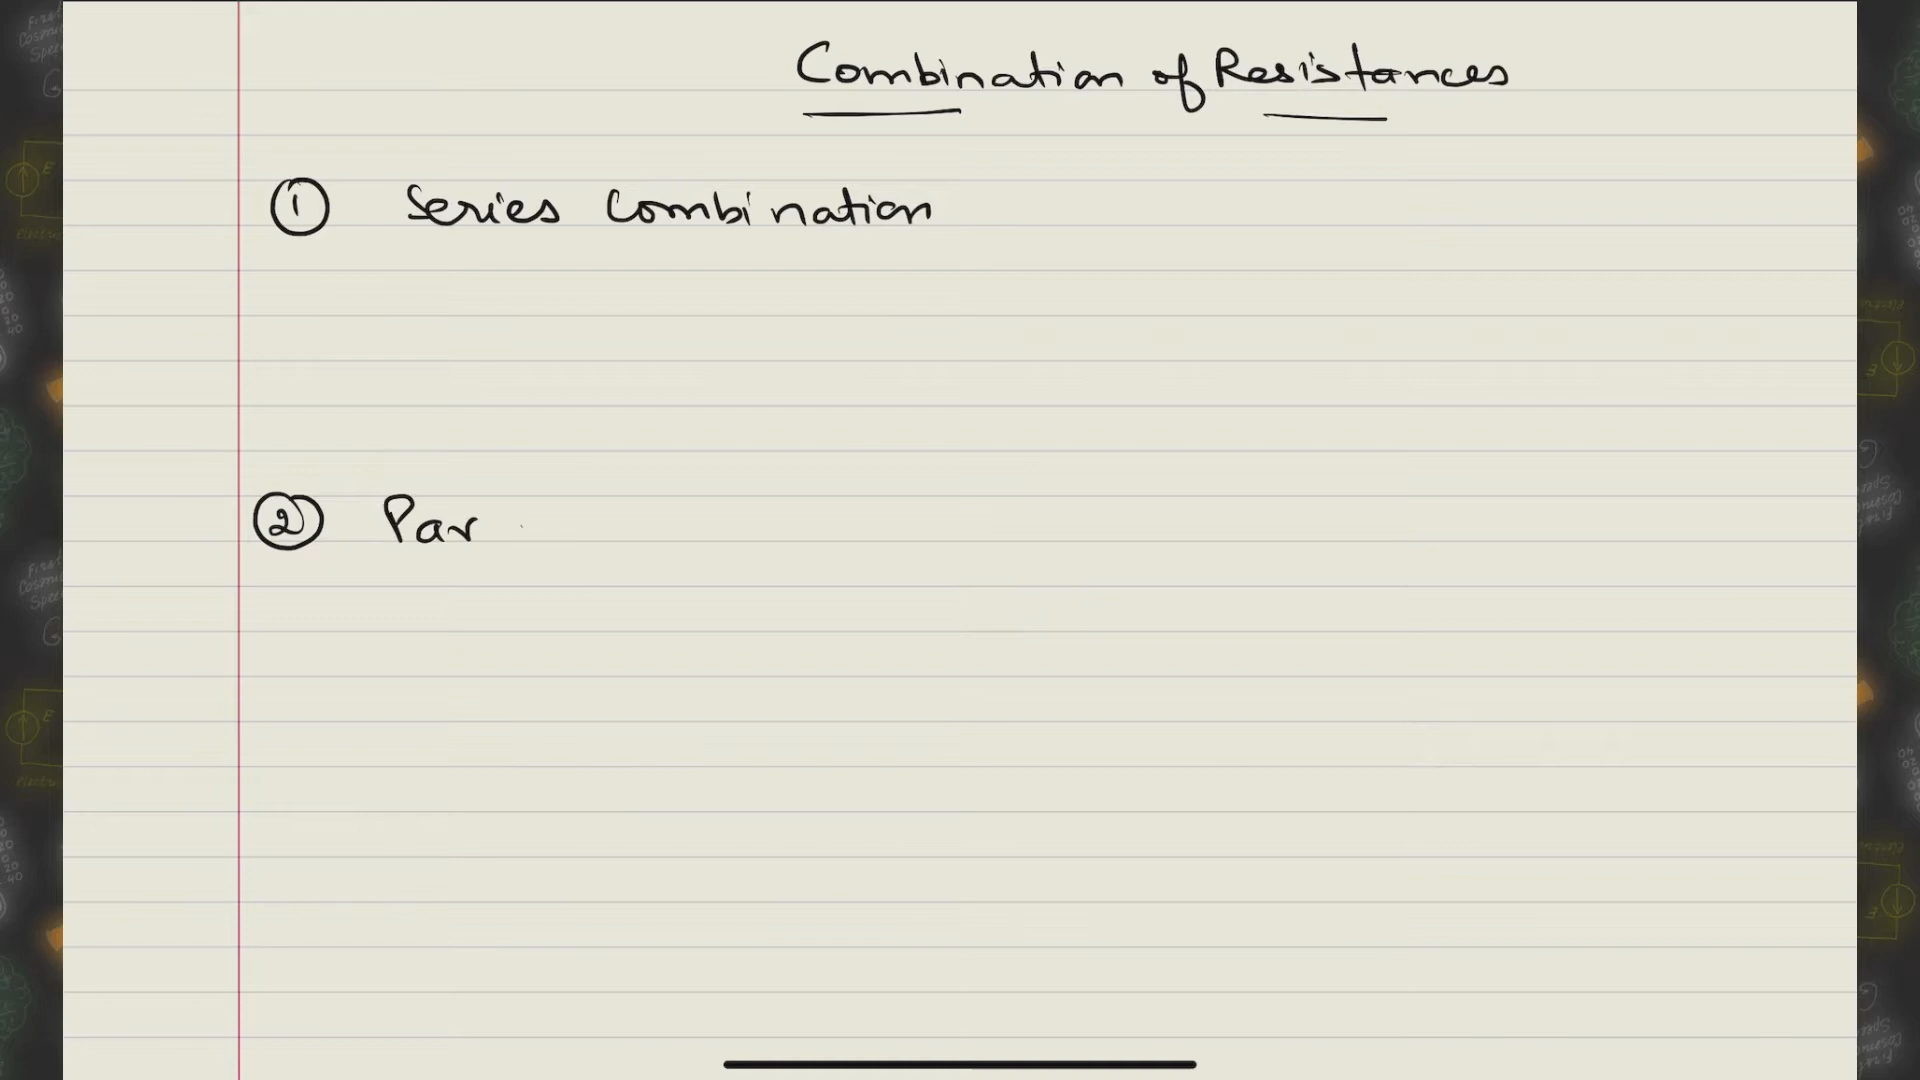 Combination of Resistances
① Series Combination
② Par